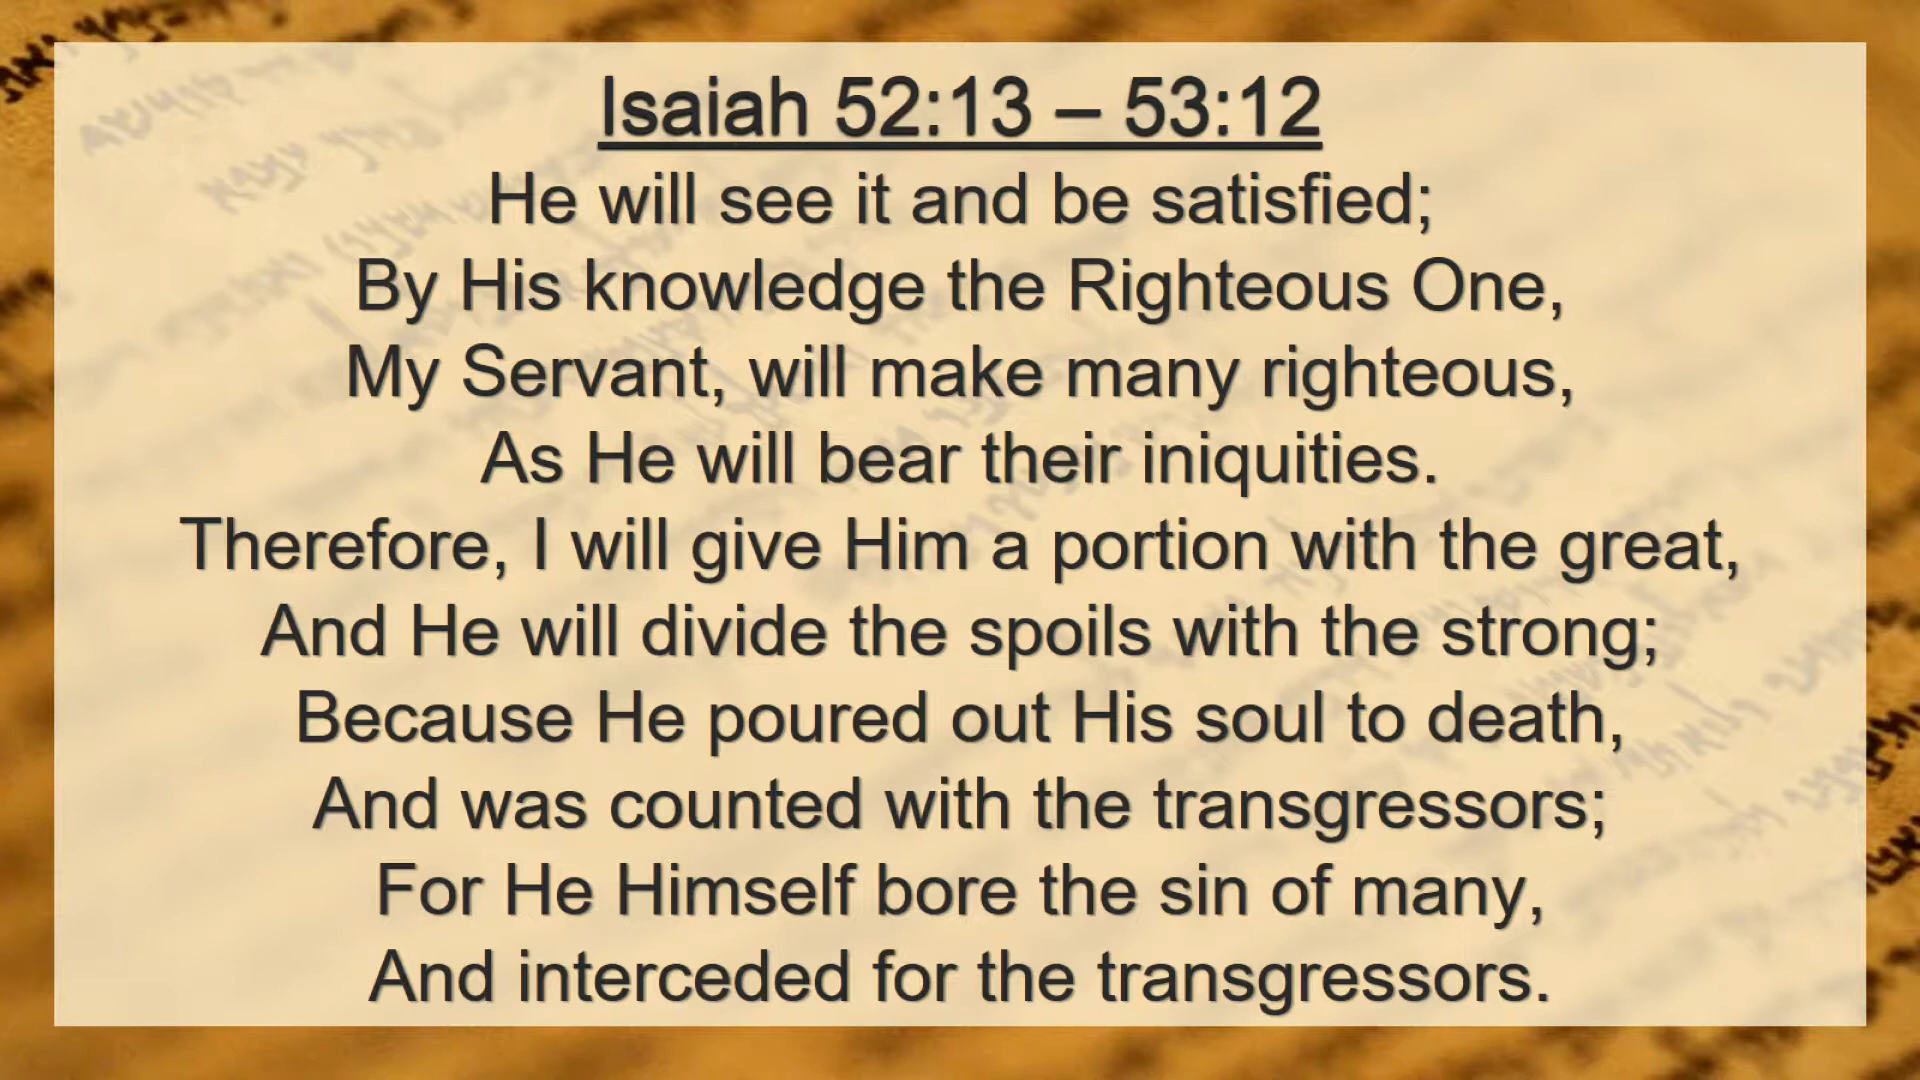 Isaiah 52:13 – 53:12
He will see it and be satisfied;
By His knowledge the Righteous One,
My Servant, will make many righteous,
As He will bear their iniquities.
Therefore, I will give Him a portion with the great,
And He will divide the spoils with the strong;
Because He poured out His soul to death,
And was counted with the transgressors;
For He Himself bore the sin of many,
And interceded for the transgressors.